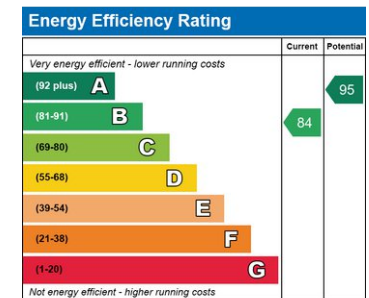 Energy Efficiency Rating
Current Potential
Very energy efficient - lower running costs
(92 plus) A
95
(81-91) B
84
(69-80) C
(55-68) D
(39-54) E
(21-38) F
(1-20) G
Not energy efficient - higher running costs